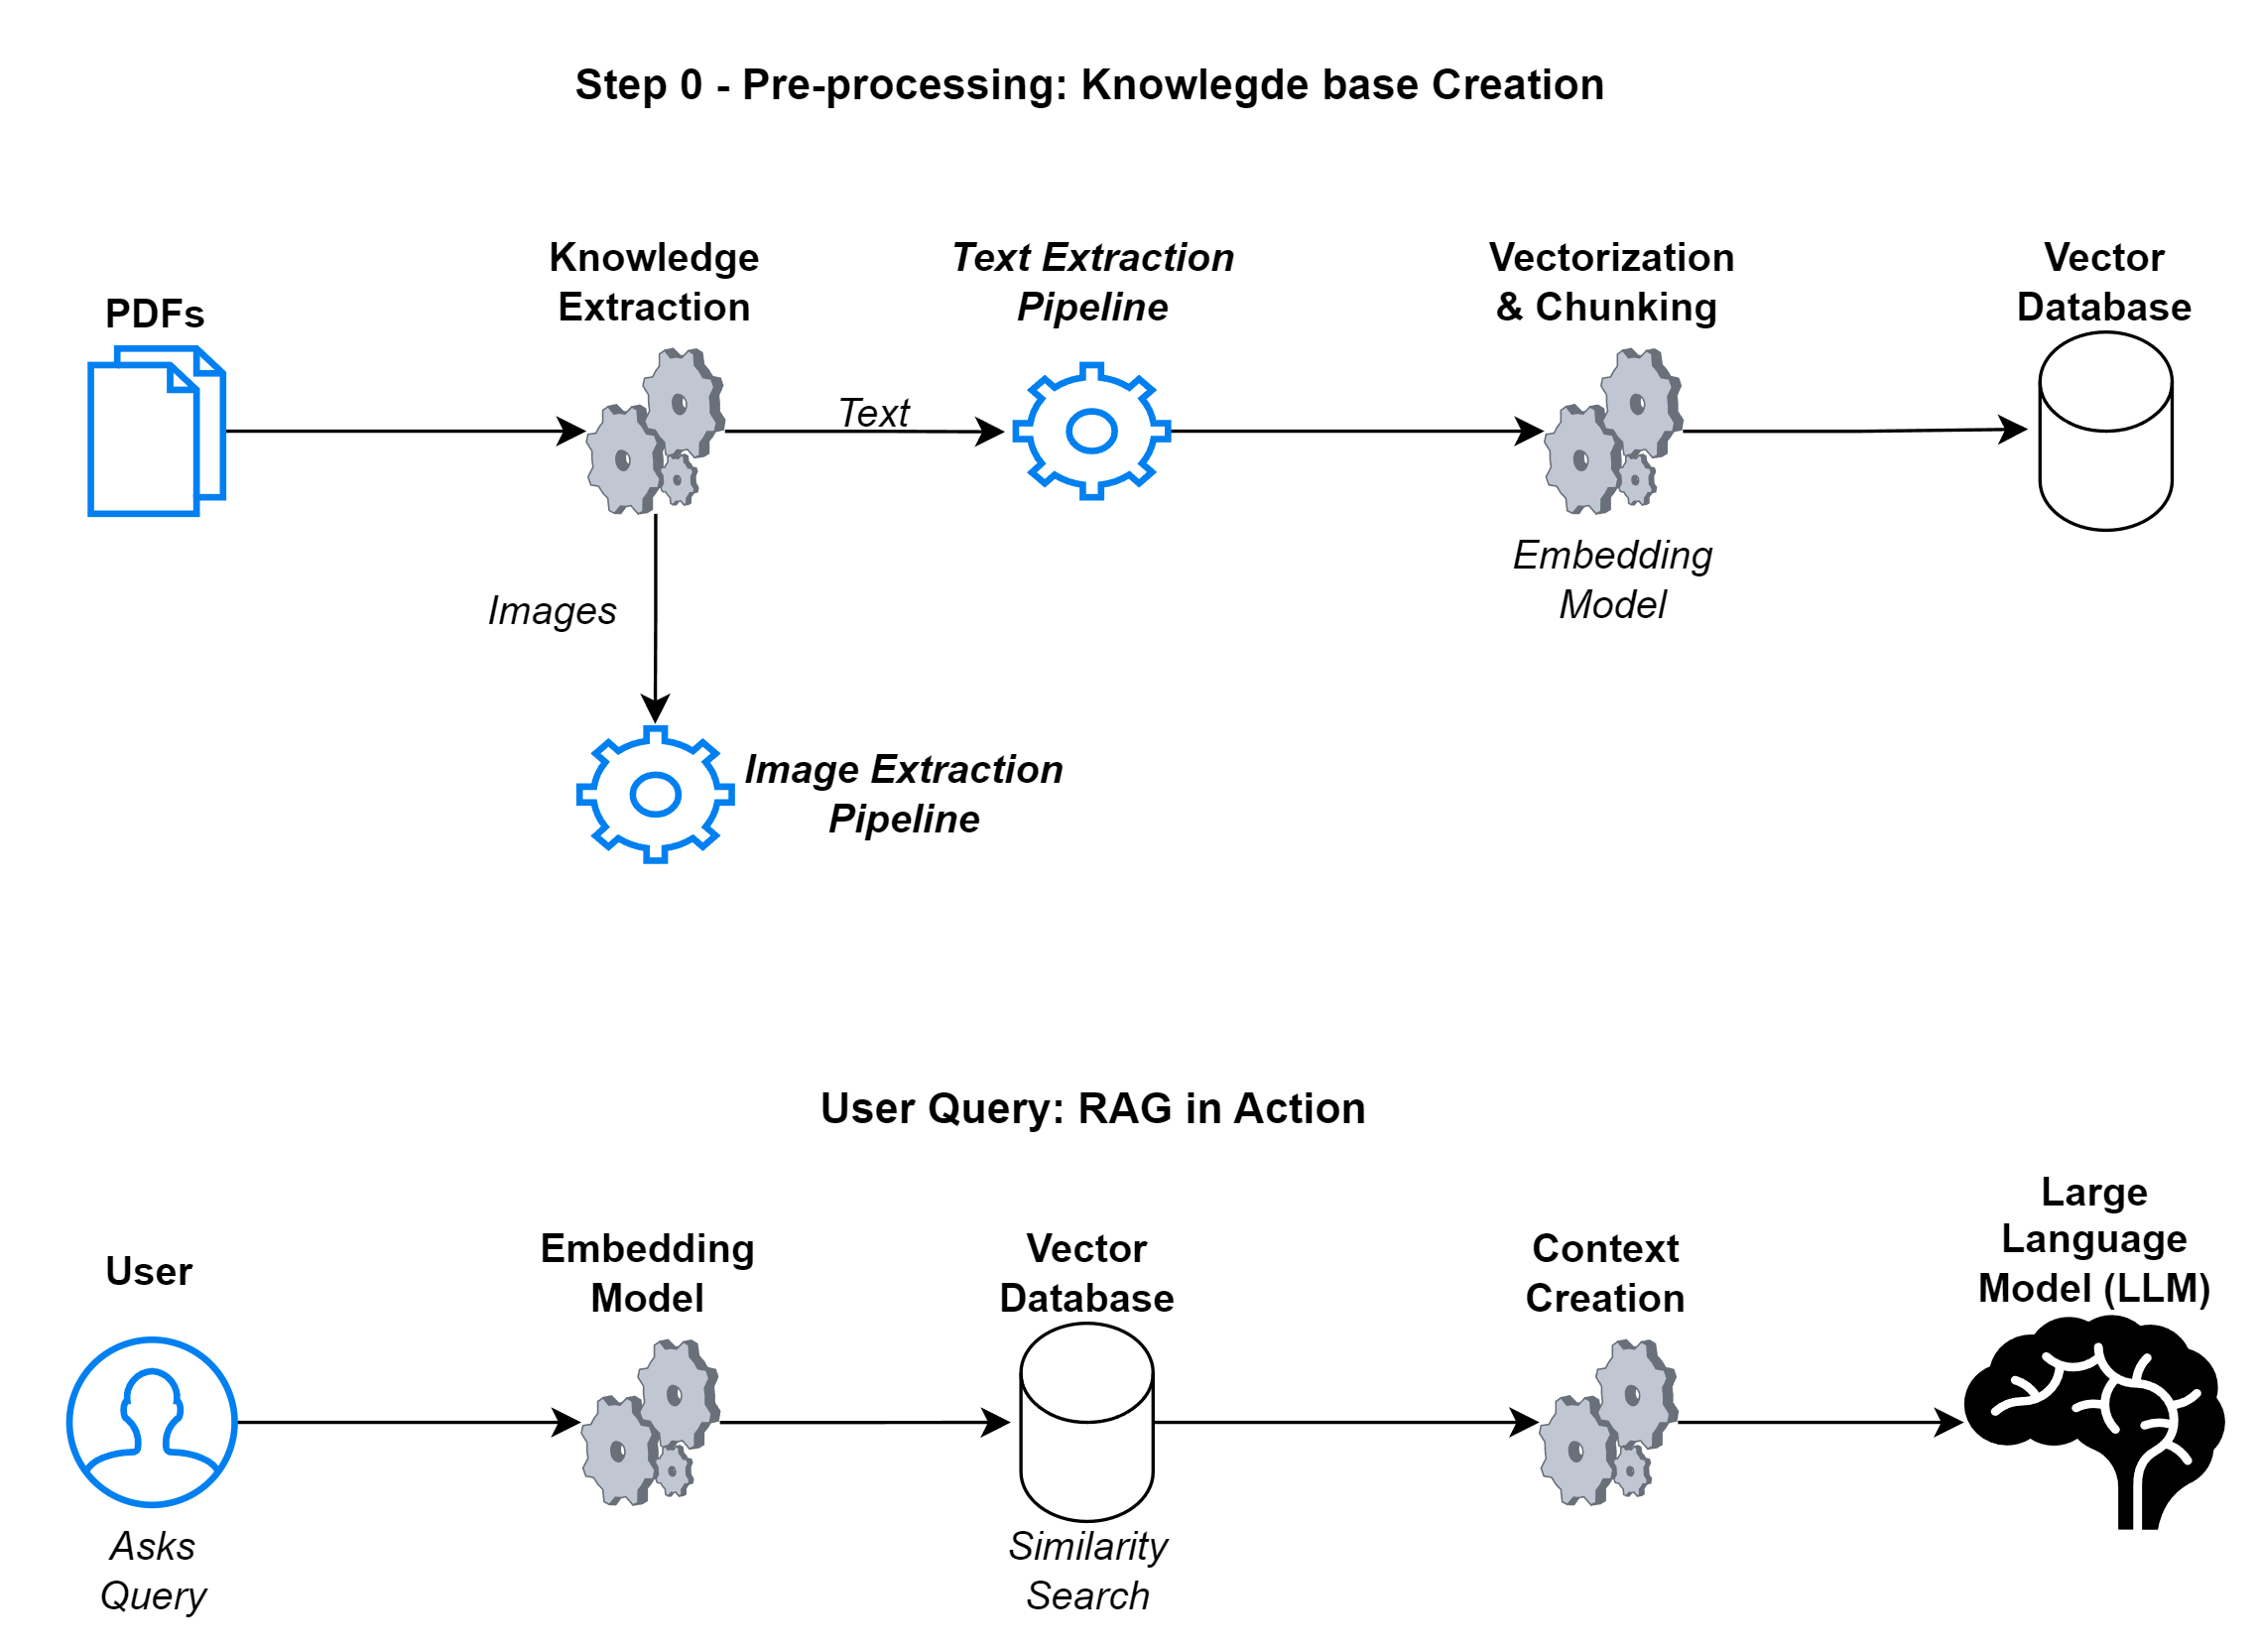 Step 0 - Pre-processing: Knowlegde base Creation
PDFs
Knowledge
Extraction
Text
Text Extraction
Pipeline
Vectorization
& Chunking
Embedding
Model
Vector
Database
Images
Image Extraction
Pipeline
User Query: RAG in Action
User
Asks
Query
Embedding
Model
Vector
Database
Similarity
Search
Context
Creation
Large
Language
Model (LLM)